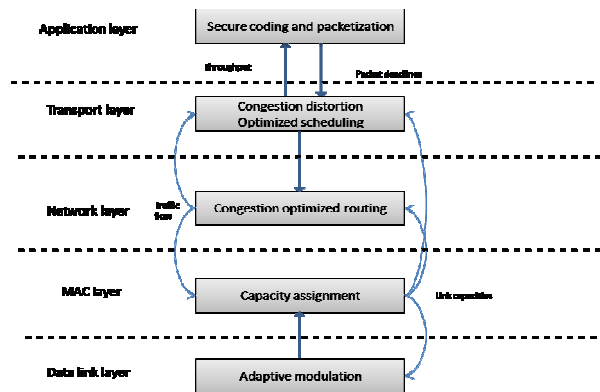 Application layer
Secure coding and packetization
throughput
Packet deadlines
Transport layer
Congestion distortion
Optimized scheduling
Network layer
Traffic
flow
Congestion optimized routing
MAC layer
Capacity assignment
Link capacities
Data link layer
Adaptive modulation